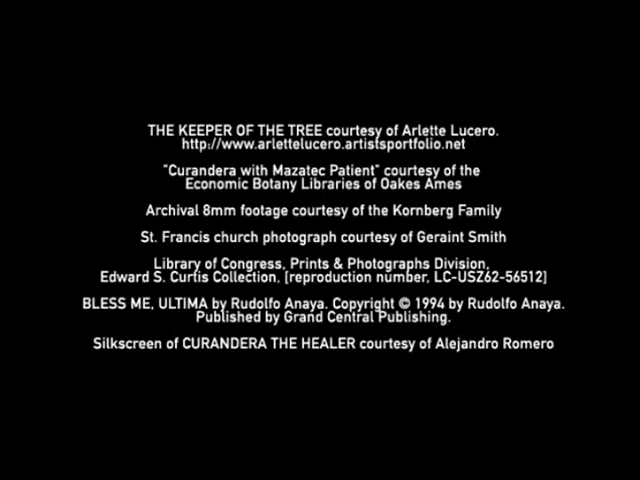 THE KEEPER OF THE TREE courtesy of Arlette Lucero.
http://www.arlettelucero.artistsportfolio.net
"Curandera with Mazatec Patient" courtesy of the
Economic Botany Libraries of Oakes Ames
Archival 8mm footage courtesy of the Kornberg Family
St. Francis church photograph courtesy of Geraint Smith
Library of Congress, Prints & Photographs Division,
Edward S. Curtis Collection, [reproduction number, LC-USZ62-56512]
BLESS ME, ULTIMA by Rudolfo Anaya. Copyright © 1994 by Rudolfo Anaya.
Published by Grand Central Publishing.
Silkscreen of CURANDERA THE HEALER courtesy of Alejandro Romero